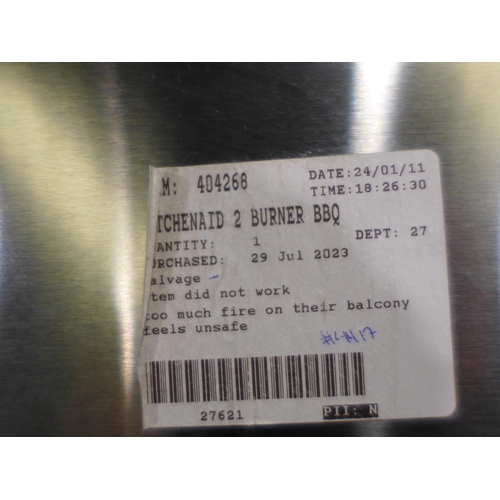 M: 404268 DATE:24/01/11
TIME:18:26:30
TCHENAID 2 BURNER BBQ
ANTITY: 1 DEPT: 27
URCHASED: 29 Jul 2023
alvage -
tem did not work
too much fire on their balcony
feels unsafe
27621 PII: N